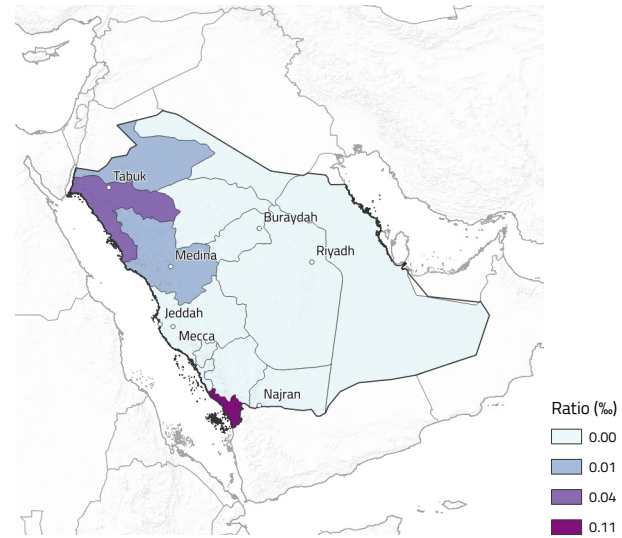 Tabuk
Buraydah
Riyadh
Medina
Jeddah
Mecca
Najran
Ratio (‰)
0.00
0.01
0.04
0.11